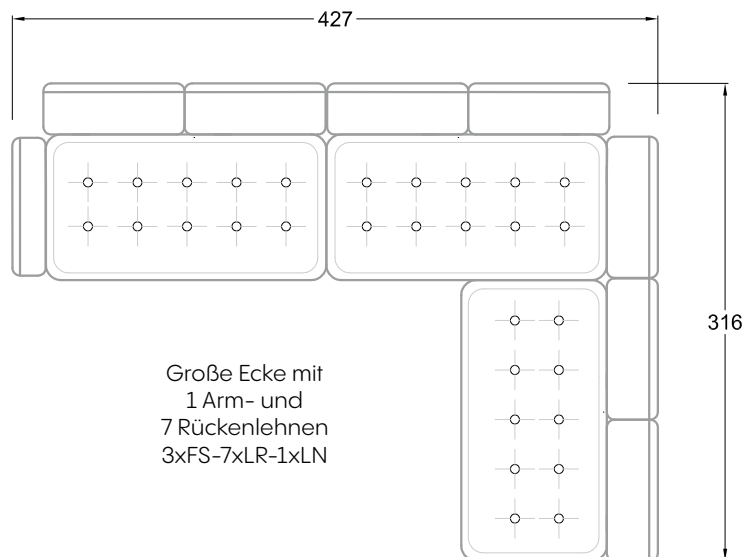 427
316
Große Ecke mit
1 Arm- und
7 Rückenlehnen
3xFS-7xLR-1xLN